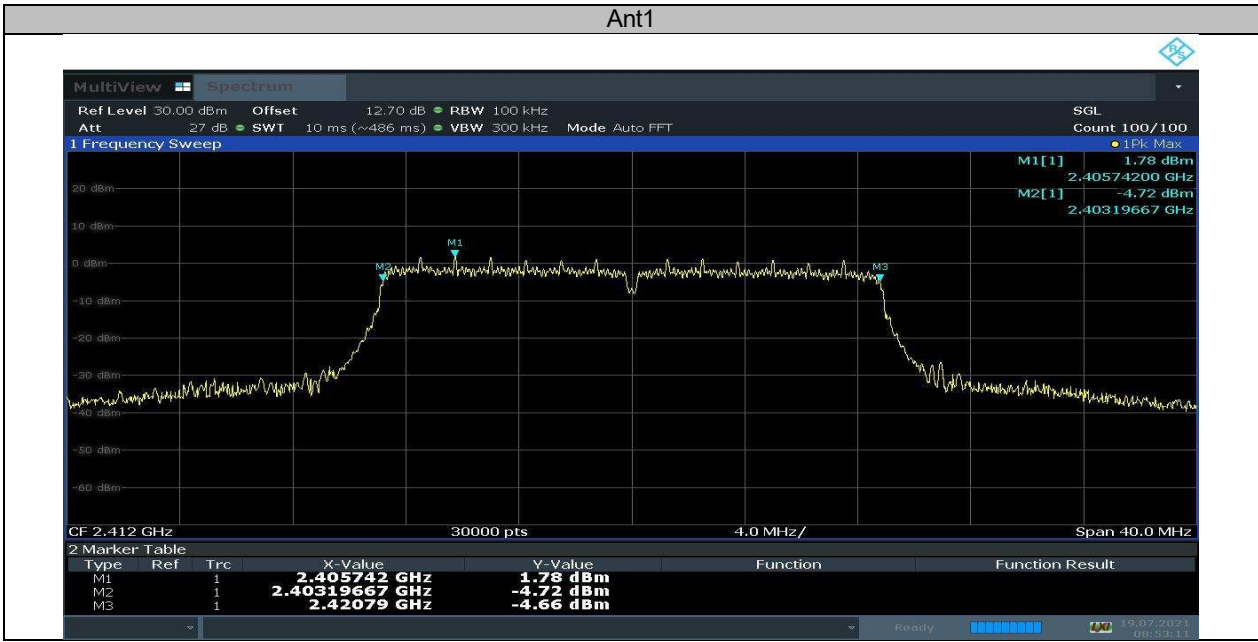 Ant1
MultiView Spectrum
Ref Level 30.00 dBm Offset 12.70 dB RBW 100 kHz SGL
Att 27 dB SWT 10 ms (~486 ms) VBW 300 kHz Mode Auto FFT Count 100/100
1 Frequency Sweep 1Pk Max
M1[1] 1.78 dBm
2.40574200 GHz
M2[1] -4.72 dBm
2.40319667 GHz
20 dBm
10 dBm
M1
0 dBm
M2 M3
-10 dBm
-20 dBm
-30 dBm
-40 dBm
-50 dBm
-60 dBm
CF 2.412 GHz 30000 pts 4.0 MHz/ Span 40.0 MHz
2 Marker Table
Type Ref Trc X-Value Y-Value Function Function Result
M1 1 2.405742 GHz 1.78 dBm
M2 1 2.40319667 GHz -4.72 dBm
M3 1 2.42079 GHz -4.66 dBm
Ready LXI 19.07.2021